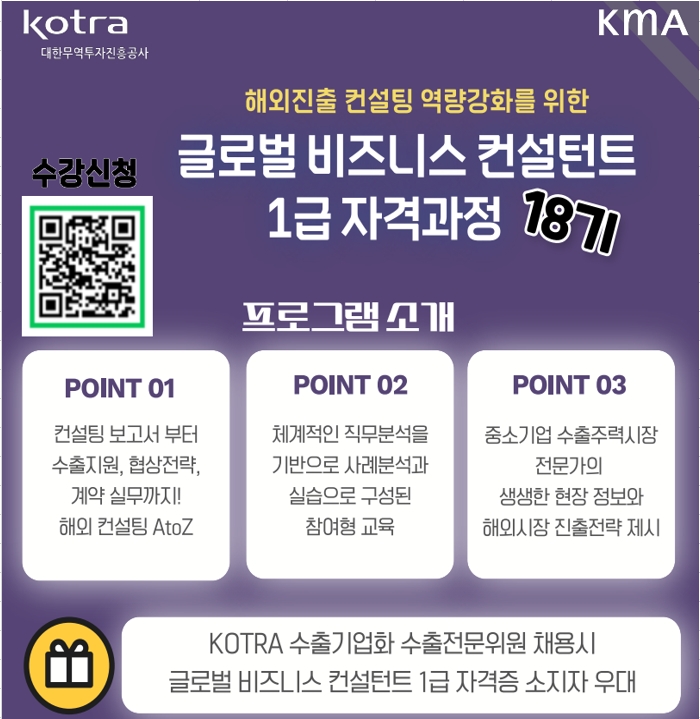 kotra
대한무역투자진흥공사
KMA
해외진출 컨설팅 역량강화를 위한
글로벌 비즈니스 컨설턴트
1급 자격과정 18기
수강신청
프로그램 소개
POINT 01
컨설팅 보고서 부터
수출지원, 협상전략,
계약 실무까지!
해외 컨설팅 AtoZ
POINT 02
체계적인 직무분석을
기반으로 사례분석과
실습으로 구성된
참여형 교육
POINT 03
중소기업 수출주력시장
전문가의
생생한 현장 정보와
해외시장 진출전략 제시
KOTRA 수출기업화 수출전문위원 채용시
글로벌 비즈니스 컨설턴트 1급 자격증 소지자 우대